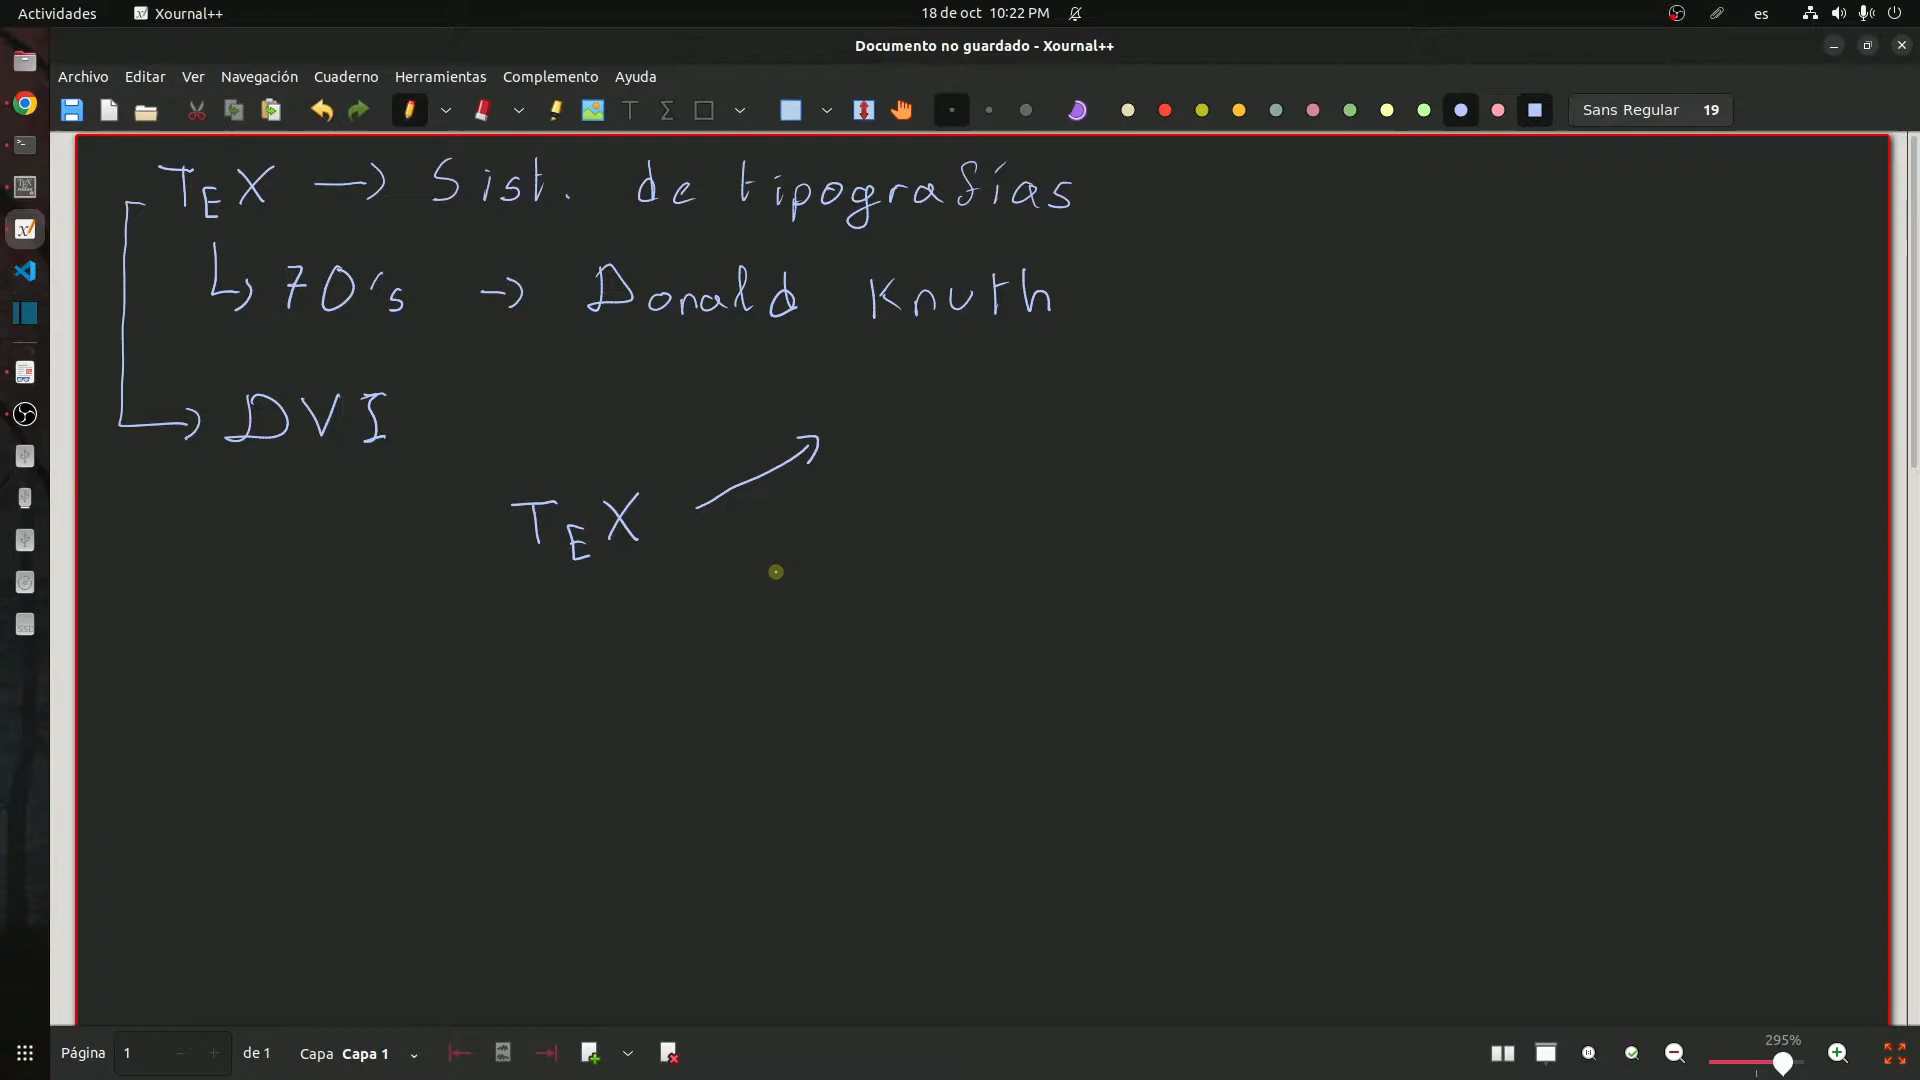 Actividades Xournal++ 18 de oct 10:22 PM es
Documento no guardado - Xournal++
Archivo Editar Ver Navegación Cuaderno Herramientas Complemento Ayuda
Sans Regular 19
TEX → Sist. de tipografías
↳ 70's → Donald Knuth
→ DVI
TEX
Página 1 de 1 Capa Capa 1 295%